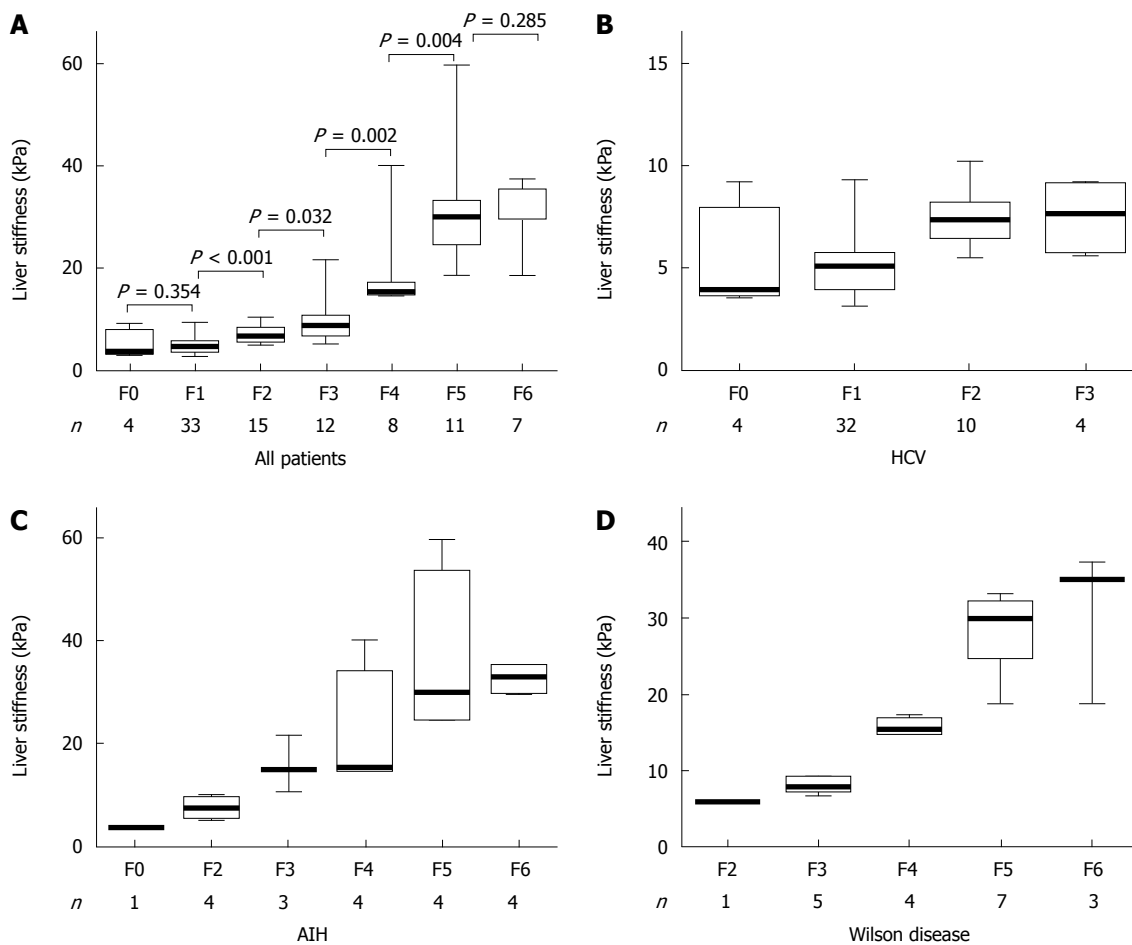 A
P = 0.285
P = 0.004
60
P = 0.002
40
Liver stiffness (kPa)
P = 0.032
P < 0.001
20
P = 0.354
0
F0 F1 F2 F3 F4 F5 F6
n 4 33 15 12 8 11 7
All patients
B
15
10
Liver stiffness (kPa)
5
0
F0 F1 F2 F3
n 4 32 10 4
HCV
C
60
40
Liver stiffness (kPa)
20
0
F0 F2 F3 F4 F5 F6
n 1 4 3 4 4 4
AIH
D
40
30
Liver stiffness (kPa)
20
10
0
F2 F3 F4 F5 F6
n 1 5 4 7 3
Wilson disease